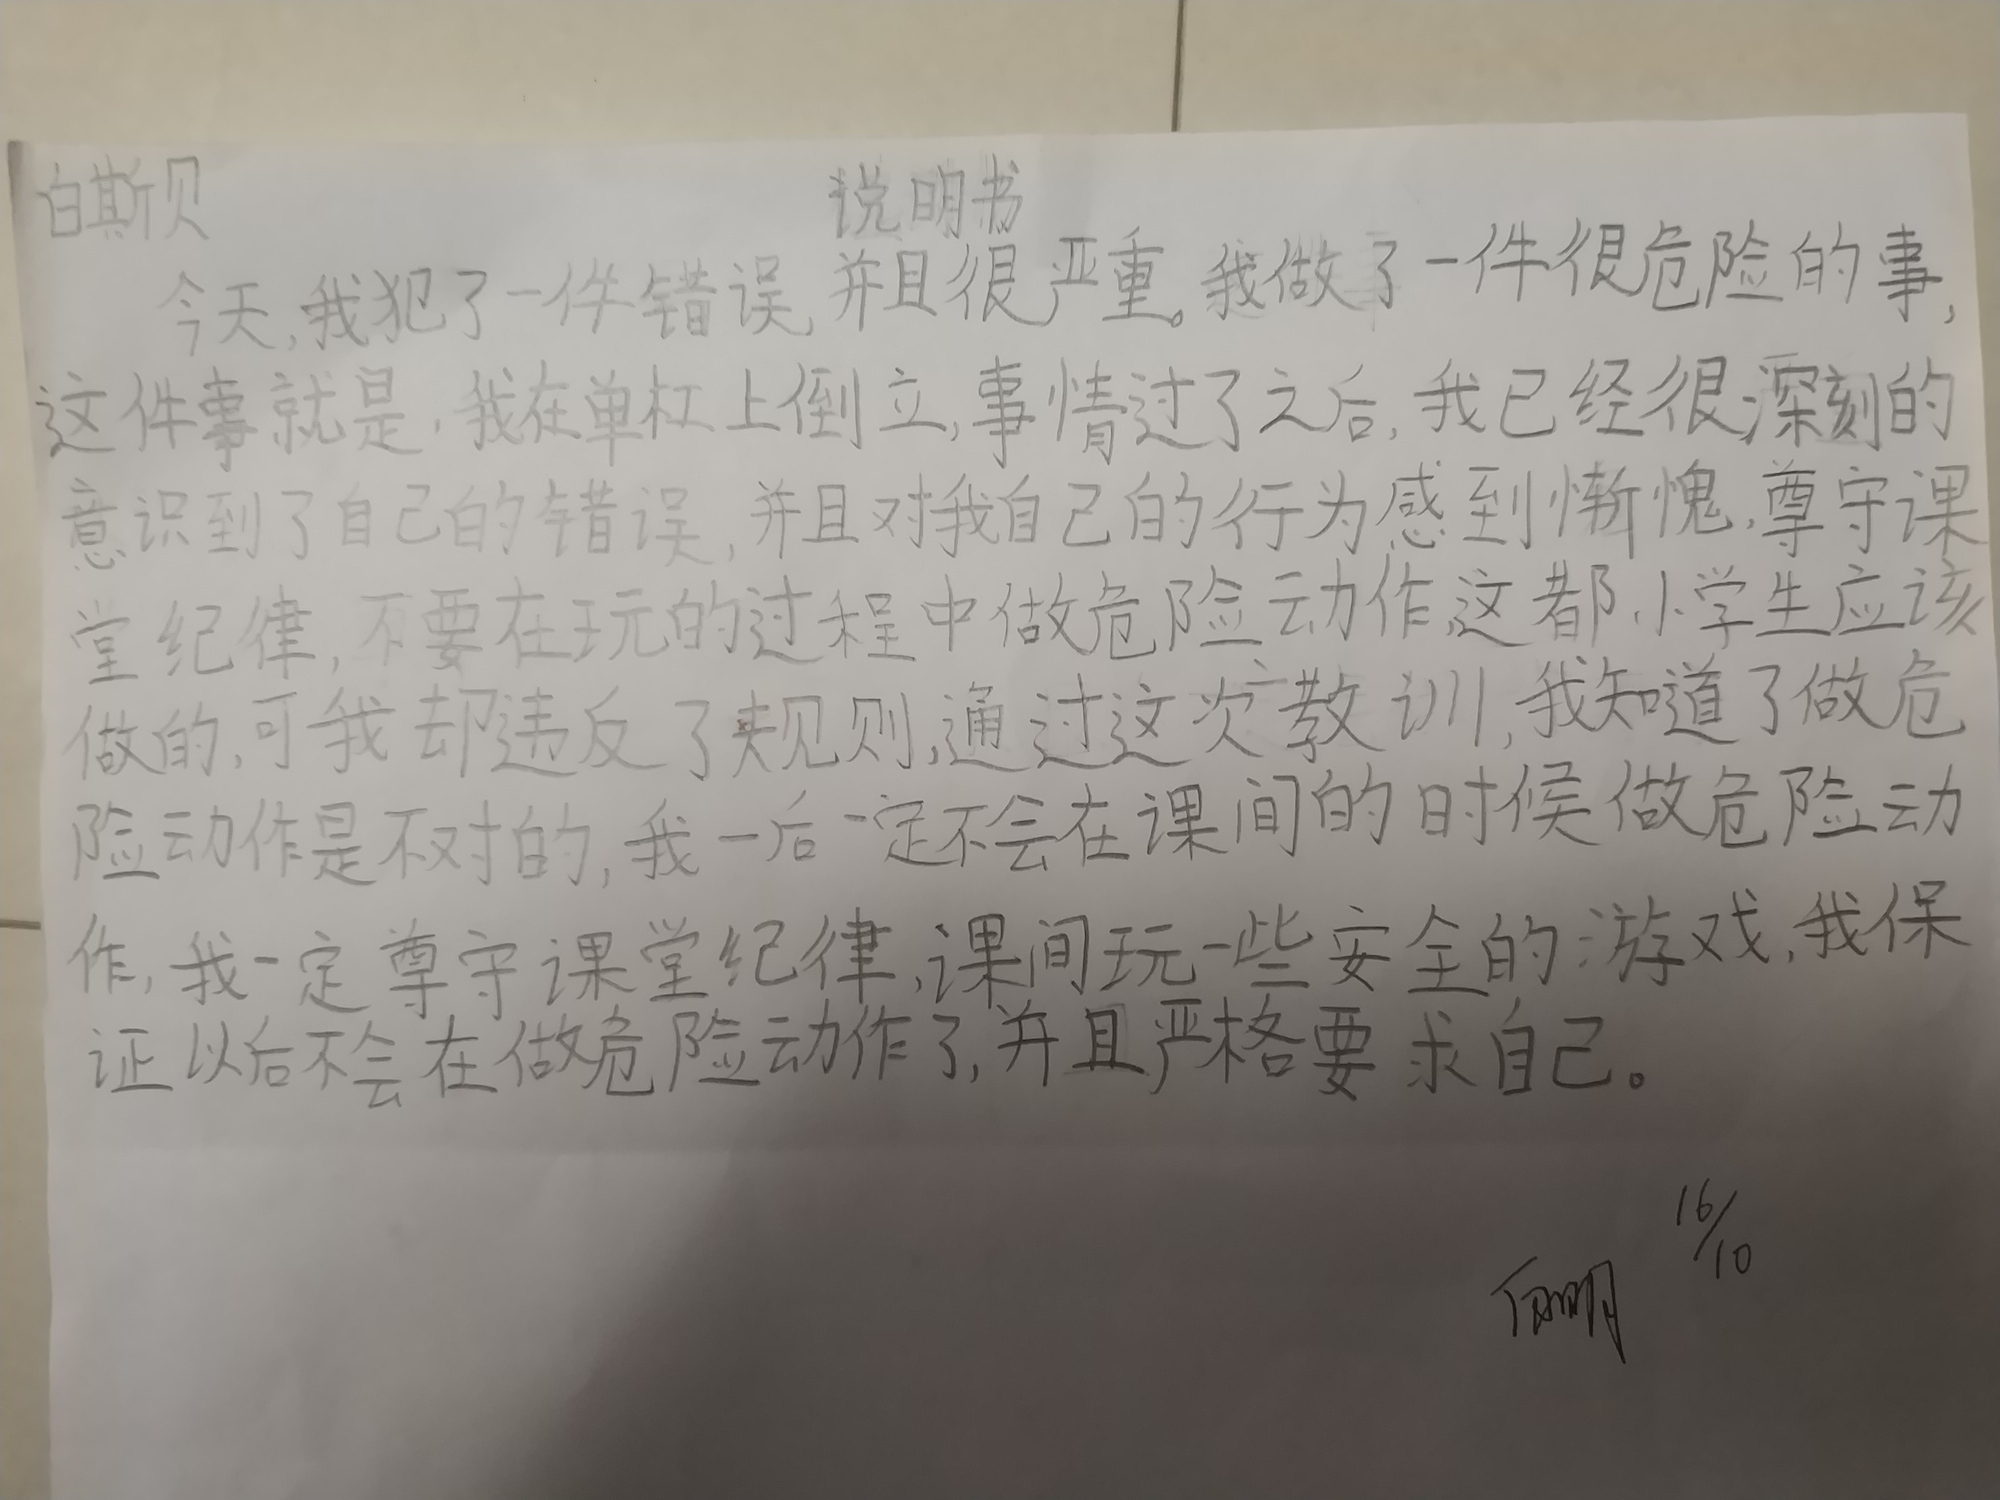 白斯贝 说明书
今天,我犯了一件错误,并且很严重。我做了一件很危险的事,
这件事就是,我在单杠上倒立,事情过了之后,我已经很深刻的
意识到了自己的错误,并且对我自己的行为感到惭愧,尊守课
堂纪律,不要在玩的过程中做危险动作,这都小学生应该
做的,可我却违反了规则,通过这次教训,我知道了做危
险动作是不对的,我一后一定不会在课间的时候做危险动
作,我一定尊守课堂纪律,课间玩一些安全的游戏,我保
证以后不会在做危险动作了,并且严格要求自己。
16/10